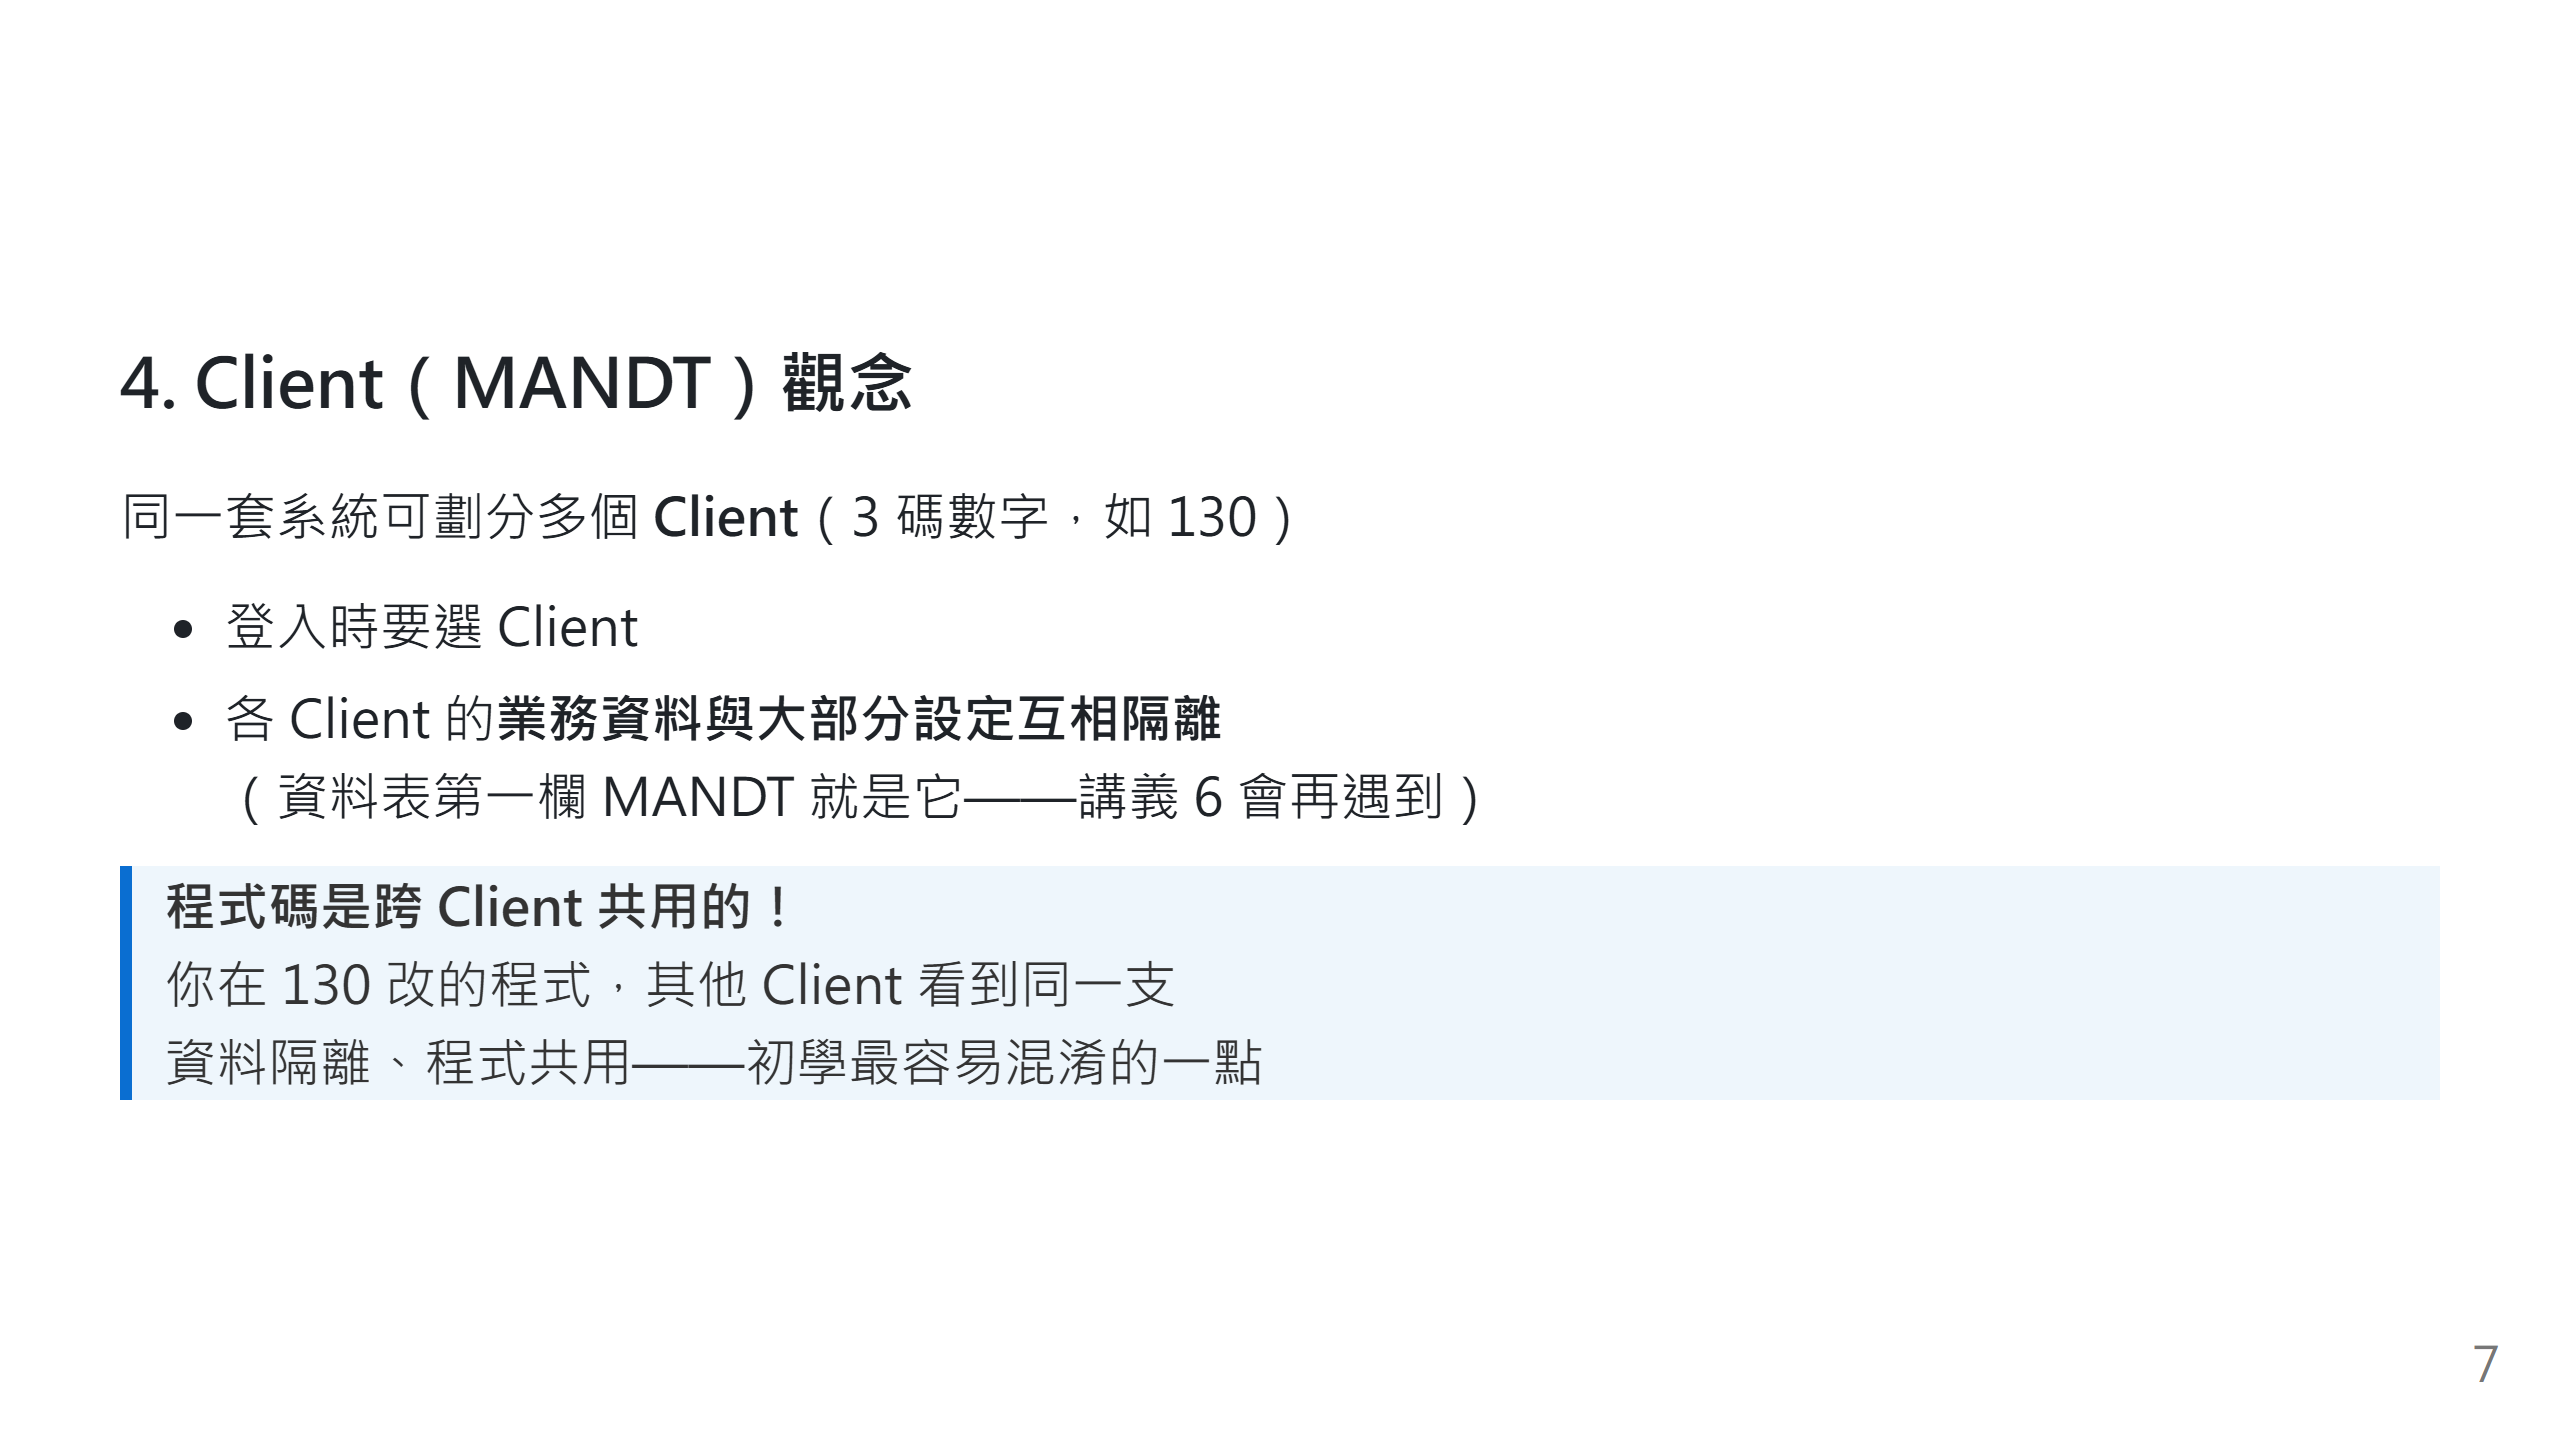 4. Client（MANDT）觀念
同一套系統可劃分多個 Client（3 碼數字，如 130）
• 登入時要選 Client
• 各 Client 的業務資料與大部分設定互相隔離
（資料表第一欄 MANDT 就是它——講義 6 會再遇到）
程式碼是跨 Client 共用的！
你在 130 改的程式，其他 Client 看到同一支
資料隔離、程式共用——初學最容易混淆的一點
7